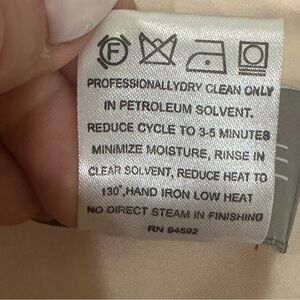 F
PROFESSIONALLYDRY CLEAN ONLY
IN PETROLEUM SOLVENT.
REDUCE CYCLE TO 3-5 MINUTES
MINIMIZE MOISTURE, RINSE IN
CLEAR SOLVENT, REDUCE HEAT TO
130°,HAND IRON LOW HEAT
NO DIRECT STEAM IN FINISHING
RN 94592